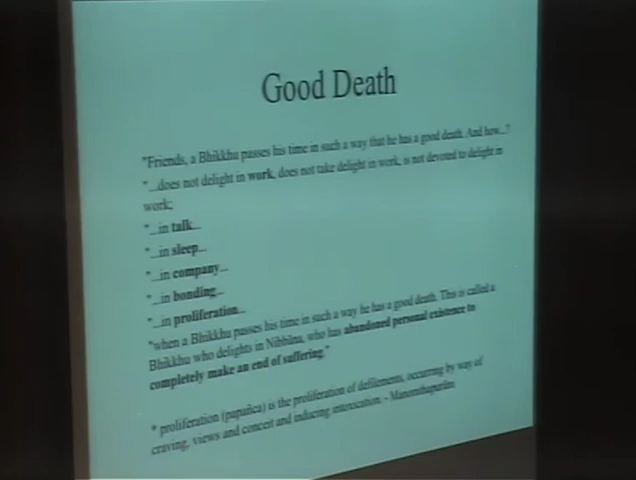 Good Death
"Friends, a Bhikkhu passes his time in such a way that he has a good death. And how...?
"...does not delight in work, does not take delight in work, is not devoted to delight in
work;
"...in talk...
"...in sleep...
"...in company...
"...in bonding...
"...in proliferation...
"when a Bhikkhu passes his time in such a way he has a good death. This is called a
Bhikkhu who delights in Nibbāna, who has abandoned personal existence to
completely make an end of suffering."
* proliferation (papañca) is the proliferation of defilements, occurring by way of
craving, views and conceit and inducing intoxication. - Manorathapūraṇī